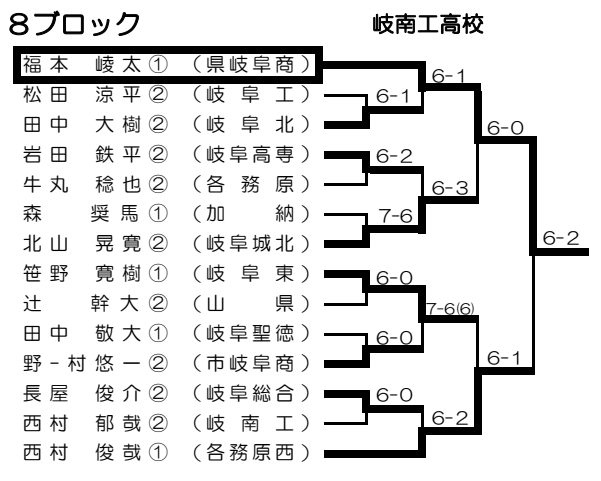 8ブロック 岐南工高校
福本 崚太① (県岐阜商)
松田 涼平② (岐阜工)
田中 大樹② (岐阜北)
岩田 鉄平② (岐阜高専)
牛丸 稔也② (各務原)
森 奨馬① (加納)
北山 晃寛② (岐阜城北)
笹野 寛樹① (岐阜東)
辻 幹大② (山県)
田中 敬大① (岐阜聖徳)
野-村悠一② (市岐阜商)
長屋 俊介② (岐阜総合)
西村 郁哉② (岐南工)
西村 俊哉① (各務原西)
6-1
6-1
6-0
6-2
6-3
7-6
6-2
6-0
7-6(6)
6-0
6-1
6-0
6-2